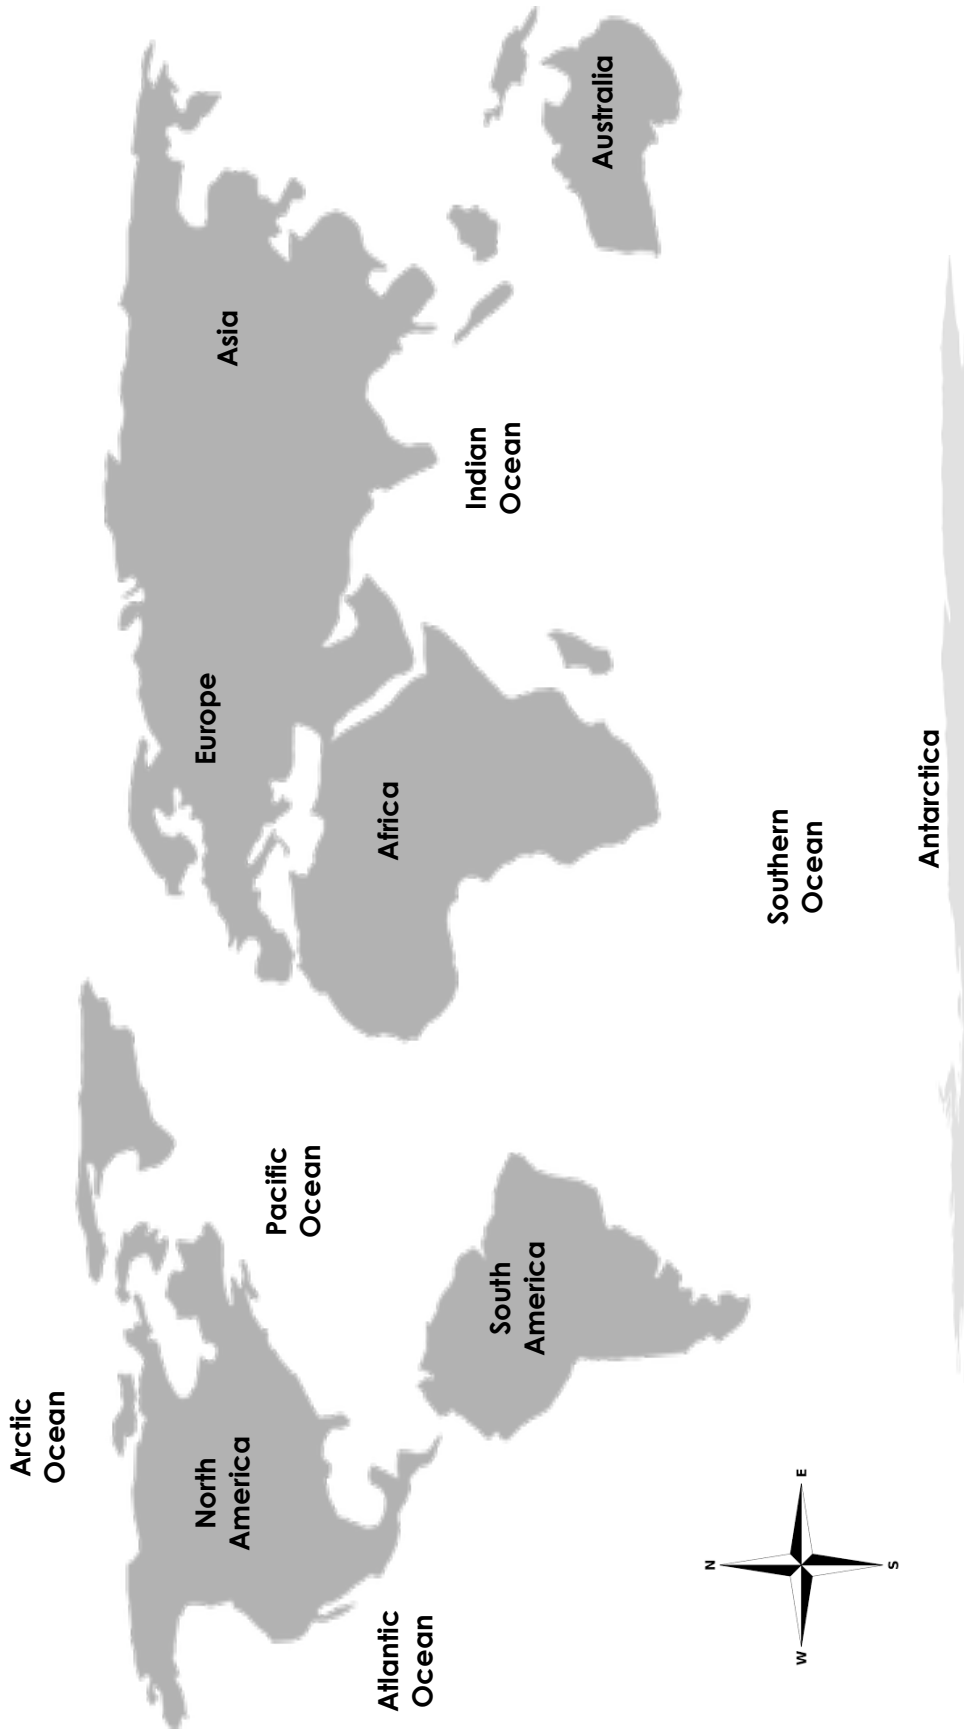 Arctic
Ocean
North
America
Europe
Asia
Pacific
Ocean
Atlantic
Ocean
Africa
Indian
Ocean
South
America
Australia
N
W
E
S
Southern
Ocean
Antarctica